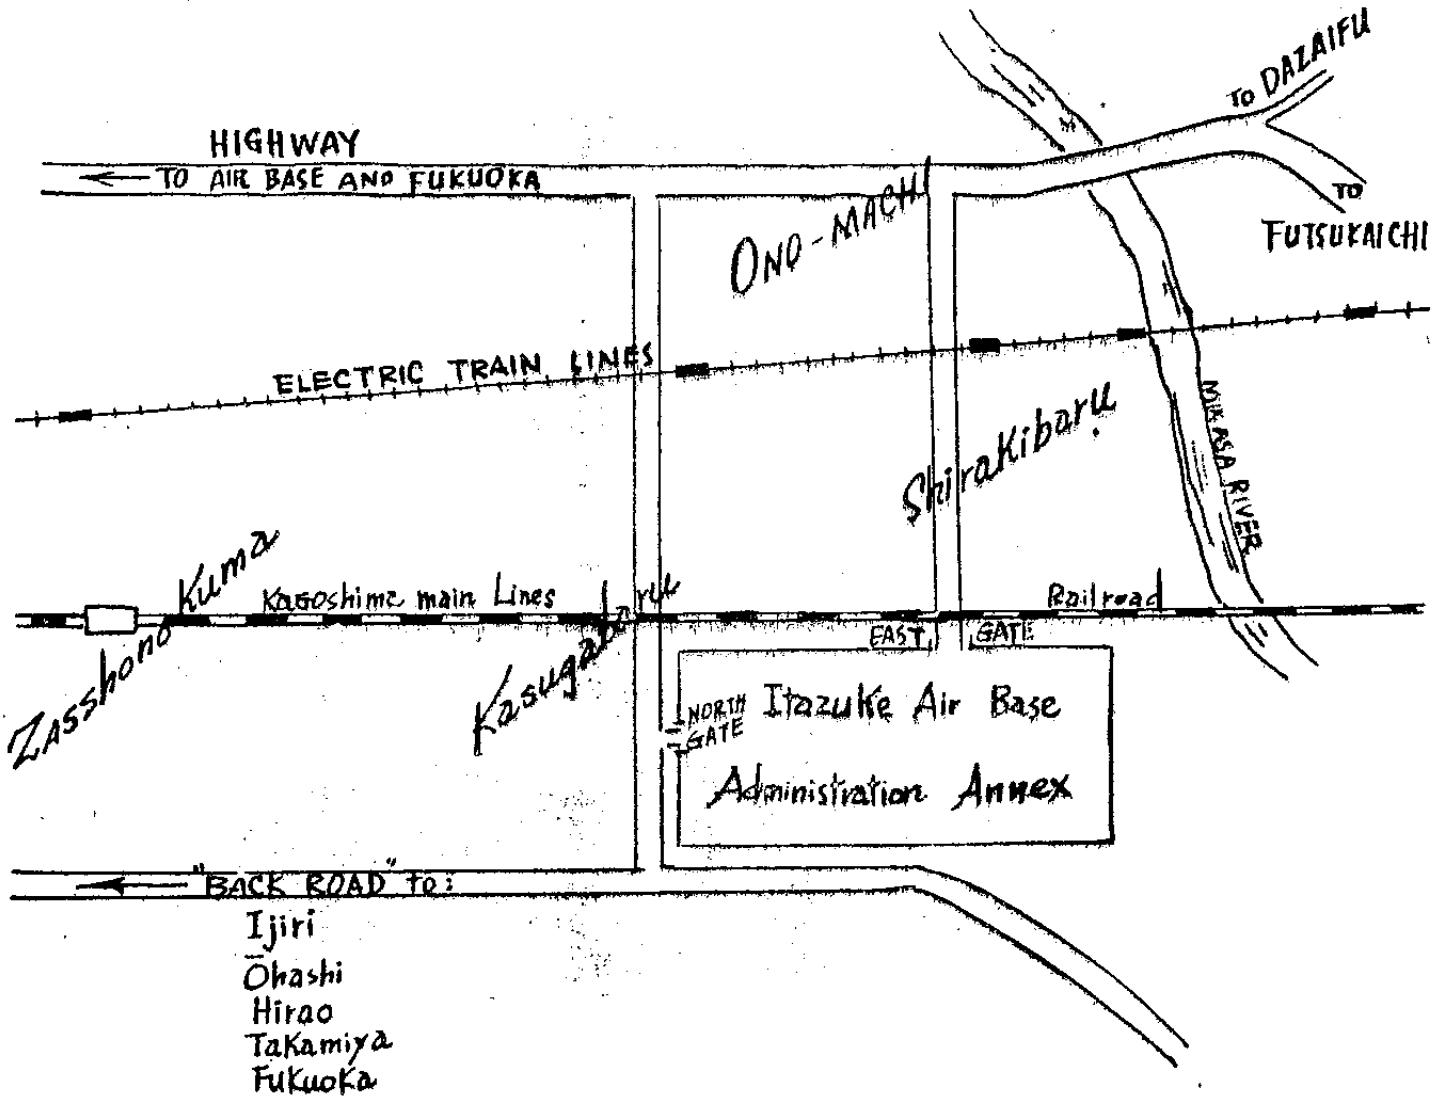 TO DAZAIFU
HIGHWAY
TO AIR BASE AND FUKUOKA
TO
FUTSUKAICHI
ONO-MACHI
ELECTRIC TRAIN LINES
Shirakibaru
MIKASA RIVER
Zasshono Kuma
Kagoshima main Lines
Kasugabaru
Railroad
EAST GATE
NORTH
GATE
Itazuke Air Base
Administration Annex
"BACK ROAD" to:
Ijiri
Ōhashi
Hirao
Takamiya
Fukuoka